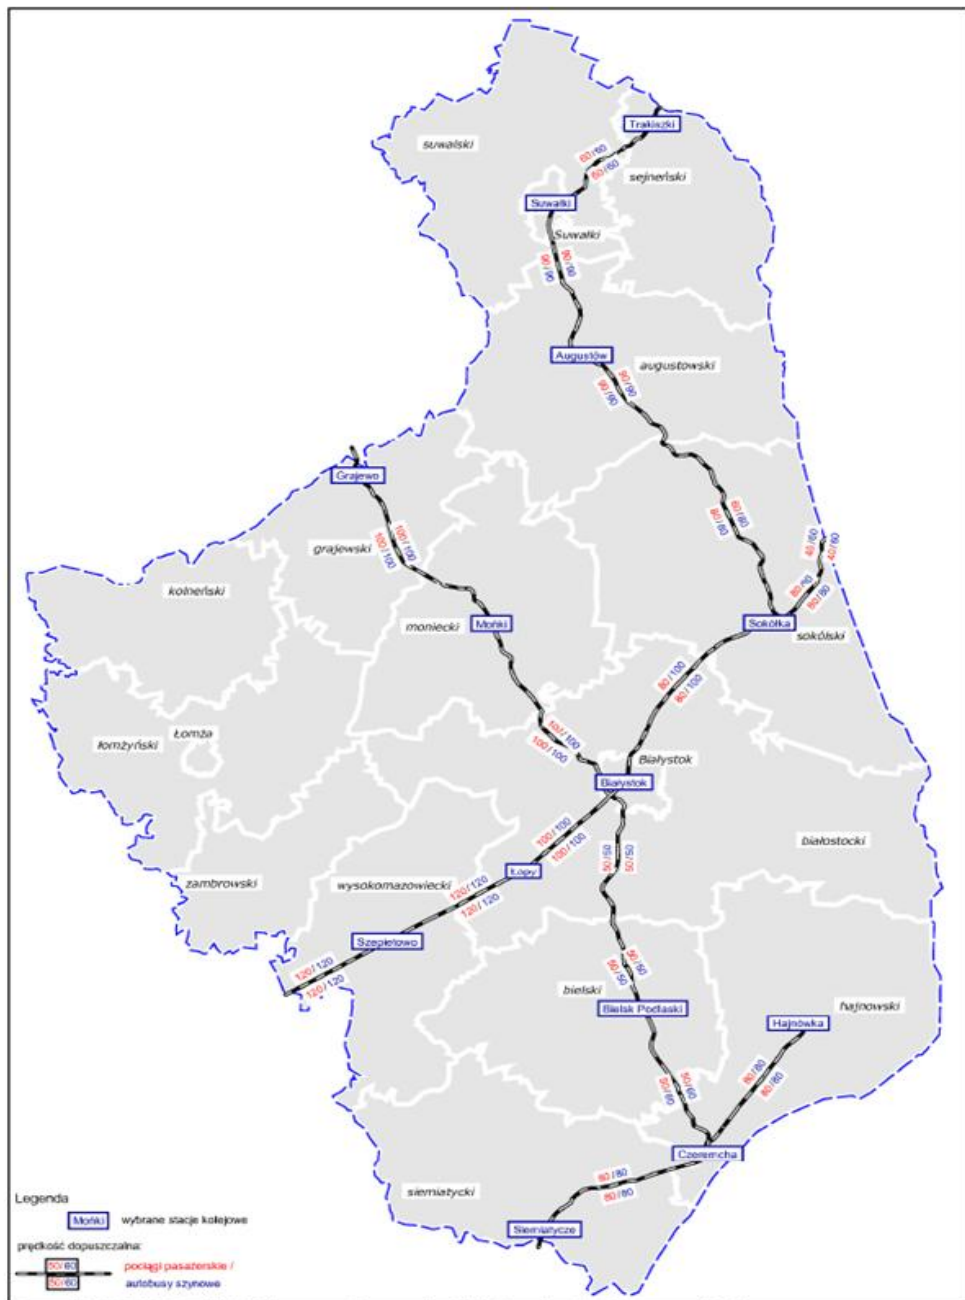 Trakiszki
suwalski
60/60
60/60
sejneński
Suwałki
Suwałki
90/90
90/90
Augustów
augustowski
90/90
90/90
Grajewo
100/100
100/100
grajewski
80/80
40/60
40/60
kolneński
80/80
80/80
moniecki
Mońki
Sokółka
sokólski
80/100
80/100
łomżyński
Łomża
100/100
Białystok
Białystok
100/100
100/100
białostocki
50/50
50/50
Łapy
zambrowski
wysokomazowiecki
120/120
120/120
Szepietowo
50/50
50/50
120/120
120/120
bielski
Bielsk Podlaski
hajnowski
Hajnówka
50/60
50/60
80/80
80/80
Czeremcha
80/80
80/80
siemiatycki
Siemiatycze
Legenda
Mońki wybrane stacje kolejowe
prędkość dopuszczalna:
50/60 pociągi pasażerskie /
50/60 autobusy szynowe